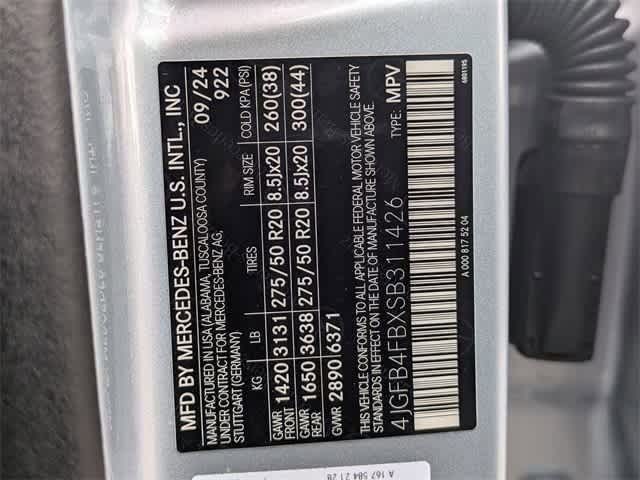 MFD BY MERCEDES-BENZ U.S. INTL., INC
MANUFACTURED IN USA (ALABAMA, TUSCALOOSA COUNTY) 09/24
UNDER CONTRACT FOR MERCEDES-BENZ AG, 922
STUTTGART (GERMANY)
KG LB TIRES RIM SIZE COLD KPA (PSI)
GAWR FRONT 1420 3131 275/50 R20 8.5Jx20 260(38)
GAWR REAR 1650 3638 275/50 R20 8.5Jx20 300(44)
GVWR 2890 6371
THIS VEHICLE CONFORMS TO ALL APPLICABLE FEDERAL MOTOR VEHICLE SAFETY
STANDARDS IN EFFECT ON THE DATE OF MANUFACTURE SHOWN ABOVE.
4JGFB4FBXSB311426 TYPE: MPV
A 000 817 52 04
6801195
A 167 584 21 28